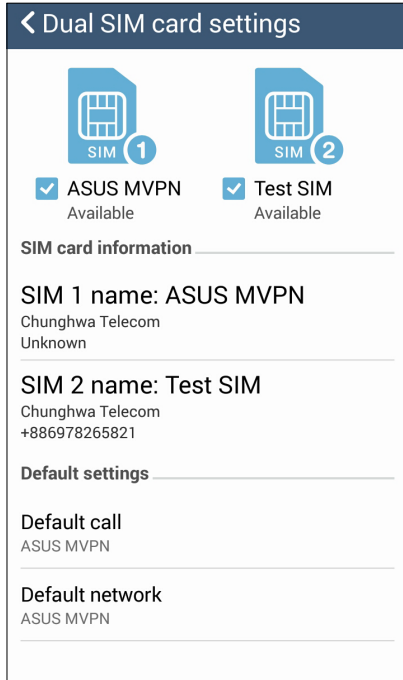 Dual SIM card settings
SIM 1 SIM 2
ASUS MVPN Test SIM
Available Available
SIM card information
SIM 1 name: ASUS MVPN
Chunghwa Telecom
Unknown
SIM 2 name: Test SIM
Chunghwa Telecom
+886978265821
Default settings
Default call
ASUS MVPN
Default network
ASUS MVPN